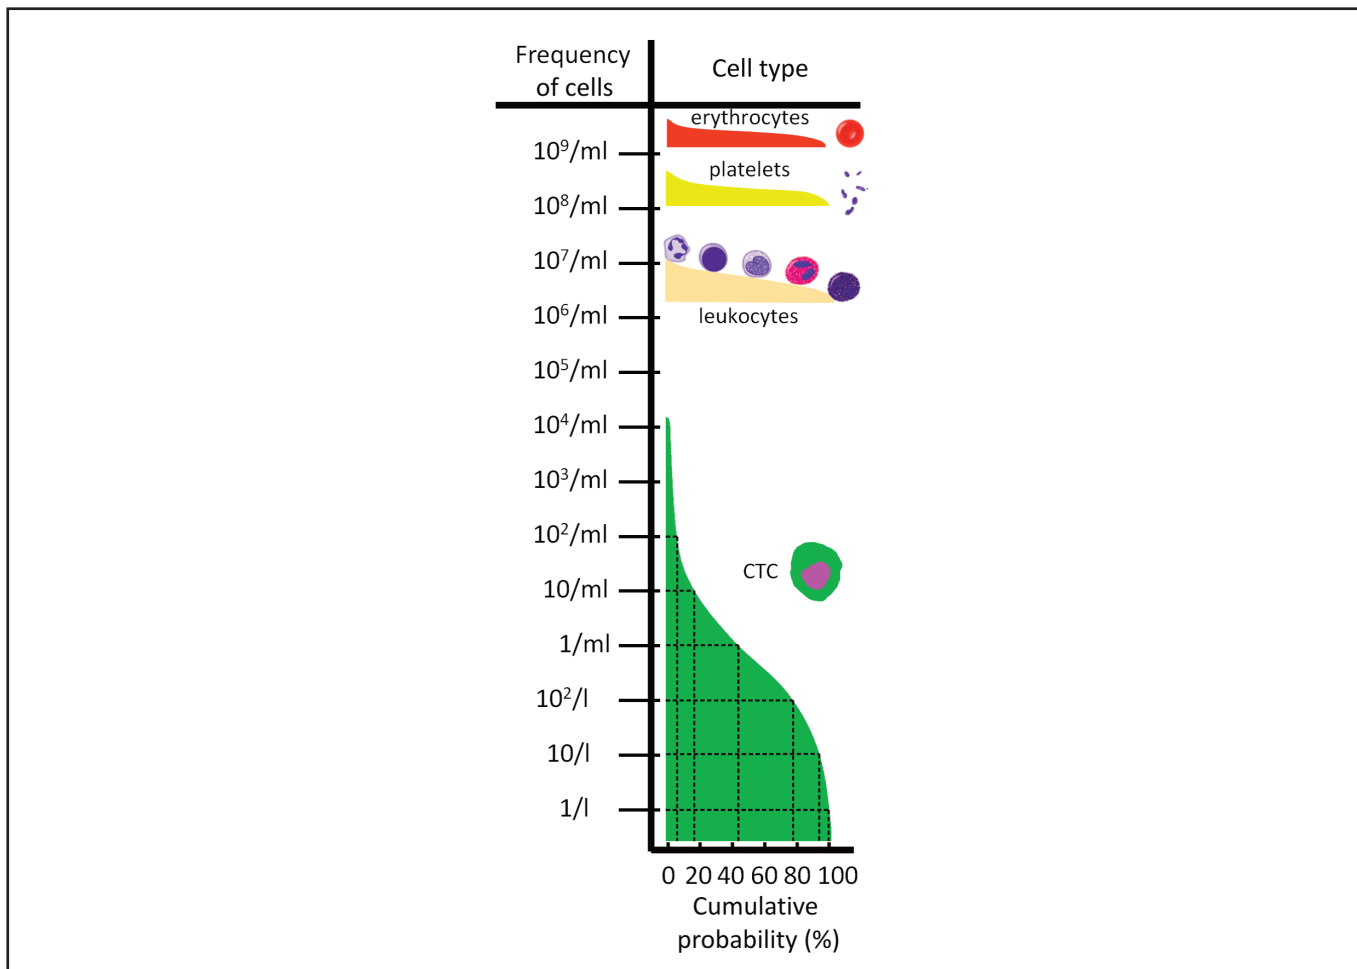 Frequency
of cells
Cell type
erythrocytes
10⁹/ml
platelets
10⁸/ml
10⁷/ml
10⁶/ml
leukocytes
10⁵/ml
10⁴/ml
10³/ml
10²/ml
CTC
10/ml
1/ml
10²/l
10/l
1/l
0 20 40 60 80 100
Cumulative
probability (%)